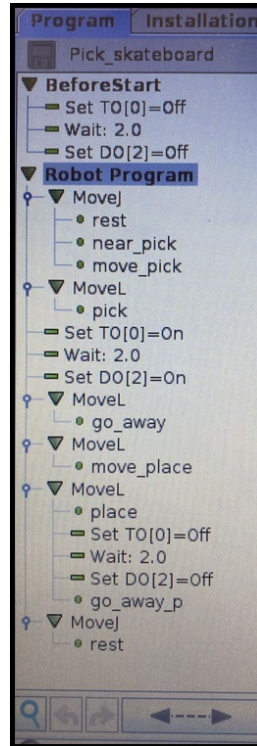 Program Installation
Pick_skateboard
BeforeStart
Set TO[0]=Off
Wait: 2.0
Set DO[2]=Off
Robot Program
MoveJ
rest
near_pick
move_pick
MoveL
pick
Set TO[0]=On
Wait: 2.0
Set DO[2]=On
MoveL
go_away
MoveL
move_place
MoveL
place
Set TO[0]=Off
Wait: 2.0
Set DO[2]=Off
go_away_p
MoveJ
rest